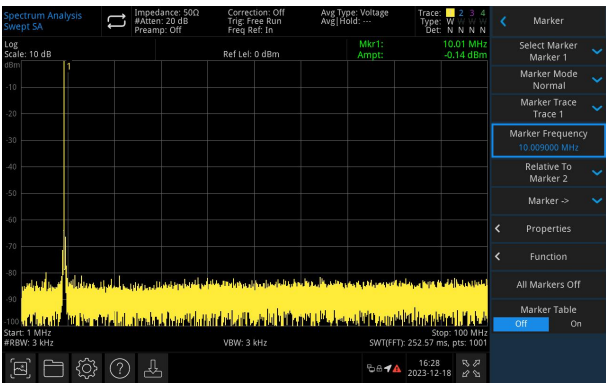 Spectrum Analysis
Swept SA
Impedance: 50Ω
#Atten: 20 dB
Preamp: Off
Correction: Off
Trig: Free Run
Freq Ref: In
Avg Type: Voltage
Avg|Hold: ---
Trace: 1 2 3 4
Type: W W W W
Det: N N N N
Log
Scale: 10 dB
Ref Lel: 0 dBm
Mkr1: 10.01 MHz
Ampt: -0.14 dBm
dBm
1
-10
-20
-30
-40
-50
-60
-70
-80
-90
-100
Start: 1 MHz
Stop: 100 MHz
#RBW: 3 kHz
VBW: 3 kHz
SWT(FFT): 252.57 ms, pts: 1001
16:28
2023-12-18
Marker
Select Marker
Marker 1
Marker Mode
Normal
Marker Trace
Trace 1
Marker Frequency
10.009000 MHz
Relative To
Marker 2
Marker ->
Properties
Function
All Markers Off
Marker Table
Off On